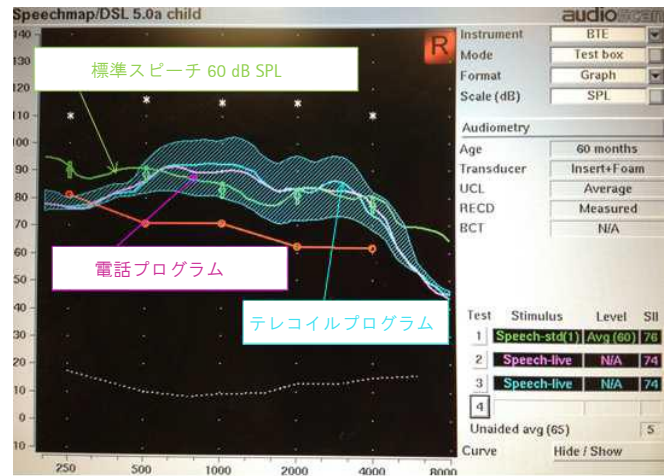 Speechmap/DSL 5.0a child
audioscan
R
標準スピーチ 60 dB SPL
電話プログラム
テレコイルプログラム
140
130
120
110
100
90
80
70
60
50
40
30
20
10
0
10
250
500
1000
2000
4000
8000
Instrument BTE
Mode Test box
Format Graph
Scale (dB) SPL
Audiometry
Age 60 months
Transducer Insert+Foam
UCL Average
RECD Measured
BCT N/A
Test Stimulus Level SII
1 Speech-std(1) Avg (60) 76
2 Speech-live N/A 74
3 Speech-live N/A 74
4
Unaided avg (65) 5
Curve Hide / Show